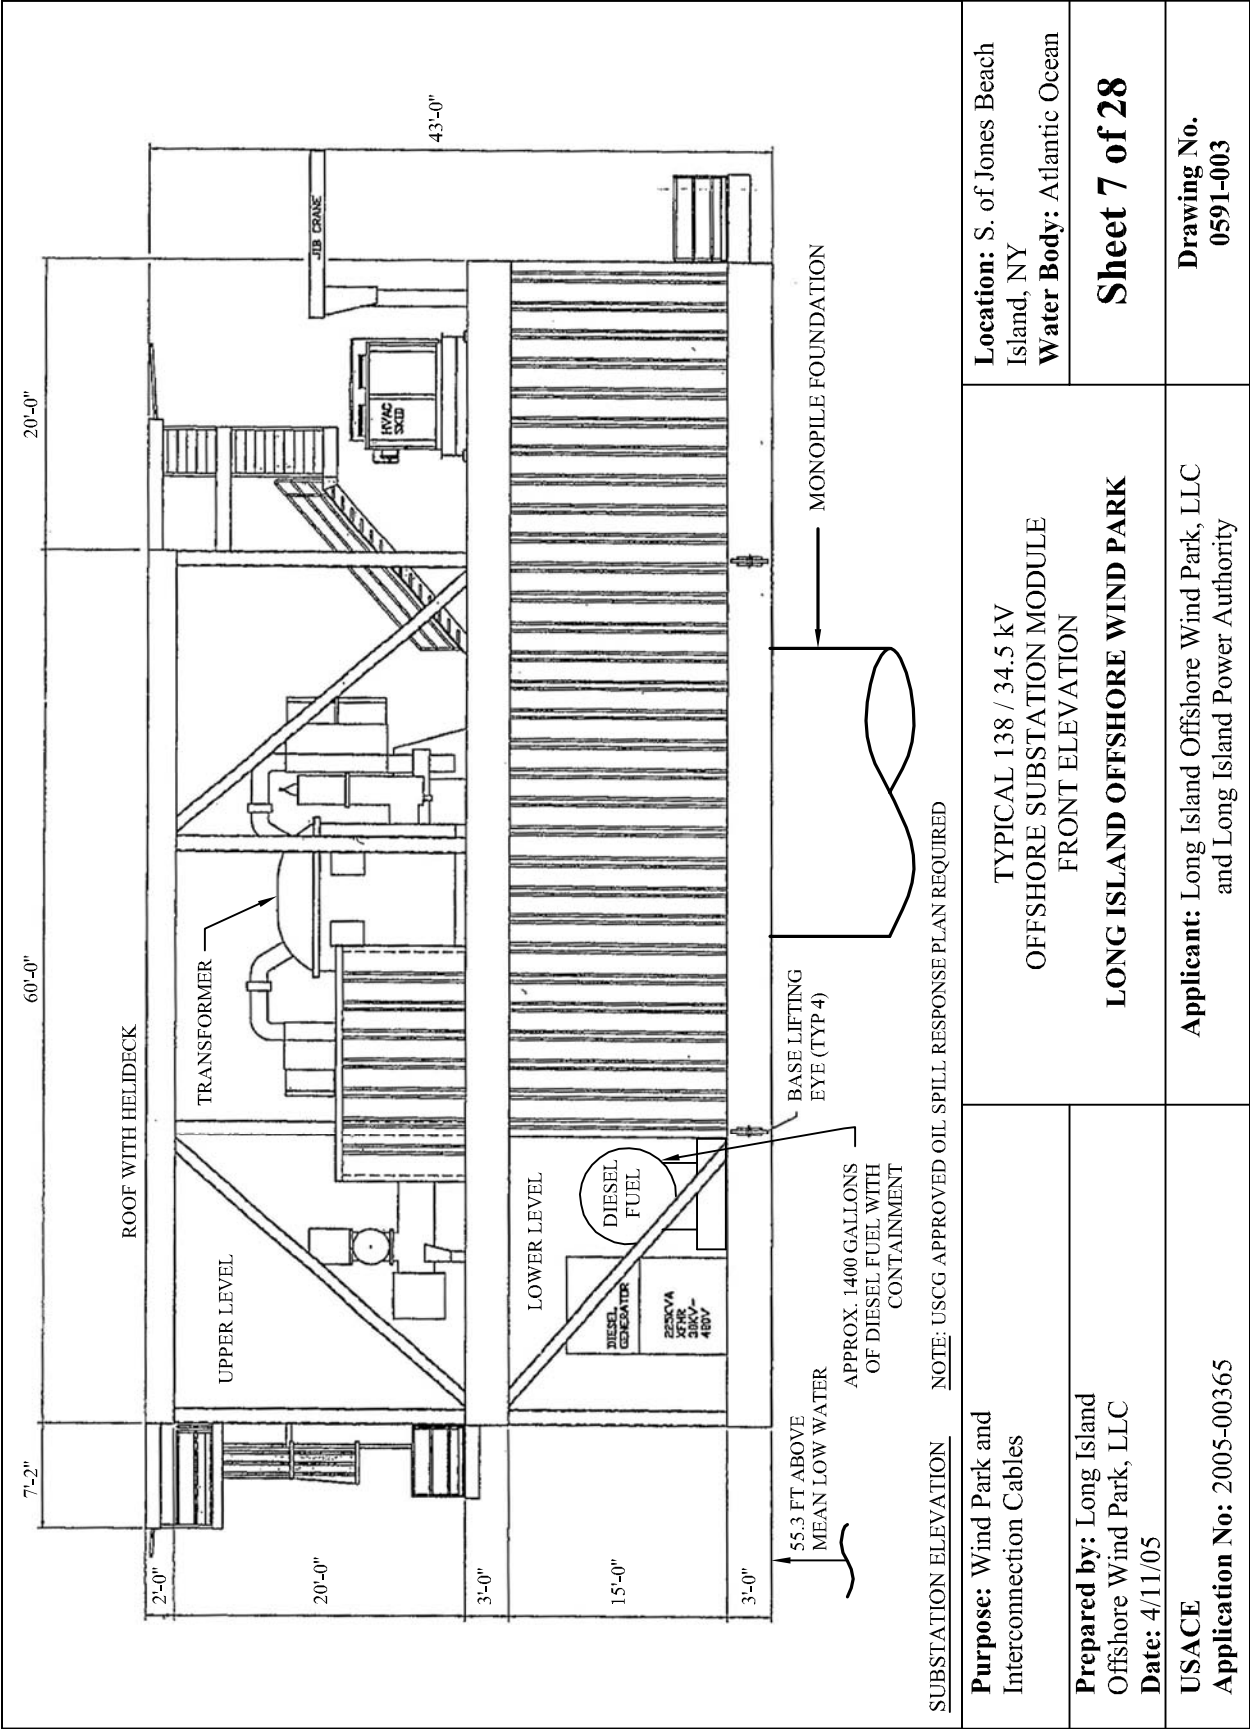 7'-2"
60'-0"
20'-0"
ROOF WITH HELIDECK
43'-0"
2'-0"
20'-0"
3'-0"
15'-0"
3'-0"
UPPER LEVEL
TRANSFORMER
HVAC
SKID
JIB CRANE
LOWER LEVEL
DIESEL
GENERATOR
225KVA
XFMR
38KV-
480V
DIESEL
FUEL
55.3 FT ABOVE
MEAN LOW WATER
APPROX. 1400 GALLONS
OF DIESEL FUEL WITH
CONTAINMENT
BASE LIFTING
EYE (TYP 4)
MONOPILE FOUNDATION
SUBSTATION ELEVATION
NOTE: USCG APPROVED OIL SPILL RESPONSE PLAN REQUIRED
Purpose: Wind Park and
Interconnection Cables
Prepared by: Long Island
Offshore Wind Park, LLC
Date: 4/11/05
USACE
Application No: 2005-00365
TYPICAL 138 / 34.5 kV
OFFSHORE SUBSTATION MODULE
FRONT ELEVATION
LONG ISLAND OFFSHORE WIND PARK
Applicant: Long Island Offshore Wind Park, LLC
and Long Island Power Authority
Location: S. of Jones Beach
Island, NY
Water Body: Atlantic Ocean
Sheet 7 of 28
Drawing No.
0591-003